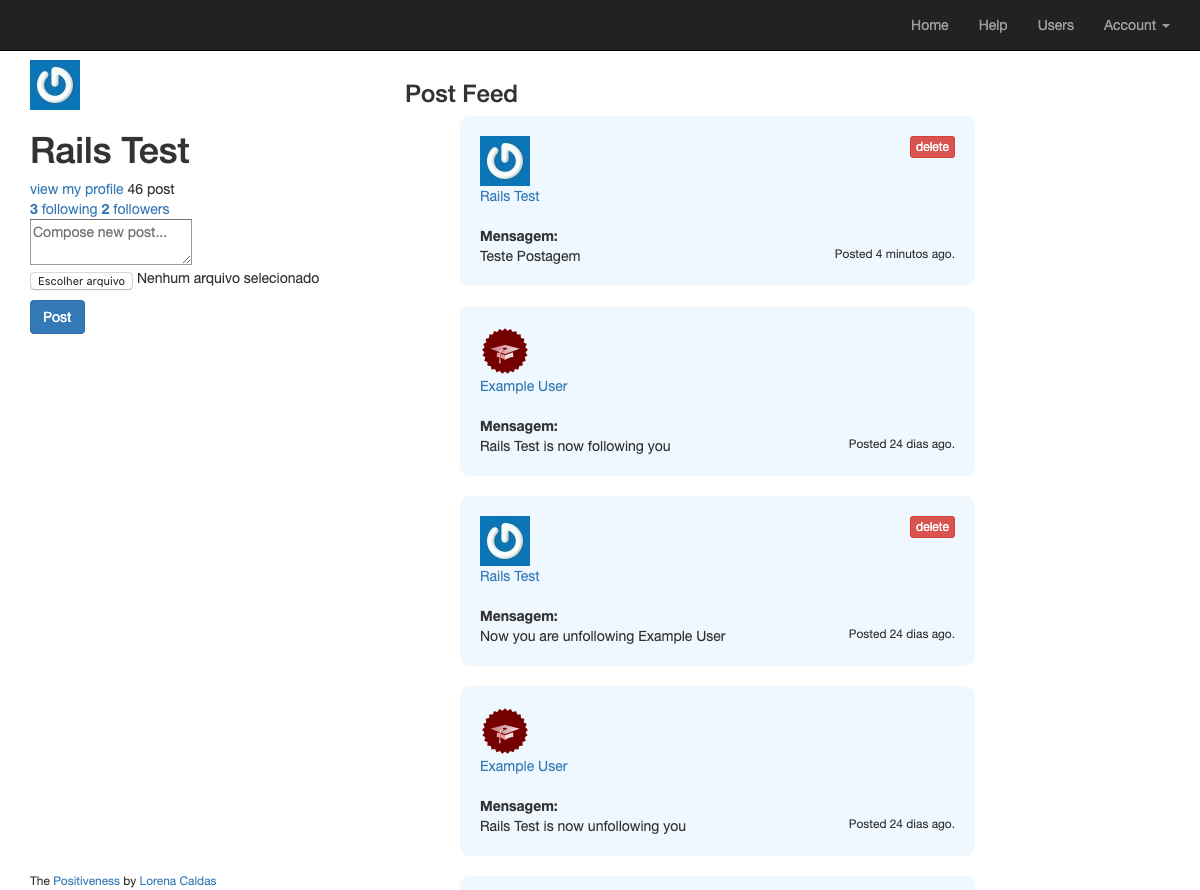 Home Help Users Account
Rails Test
view my profile 46 post
3 following 2 followers
Compose new post...
Escolher arquivo Nenhum arquivo selecionado
Post
Post Feed
delete
Rails Test
Mensagem:
Teste Postagem
Posted 4 minutos ago.
Example User
Mensagem:
Rails Test is now following you
Posted 24 dias ago.
delete
Rails Test
Mensagem:
Now you are unfollowing Example User
Posted 24 dias ago.
Example User
Mensagem:
Rails Test is now unfollowing you
Posted 24 dias ago.
The Positiveness by Lorena Caldas